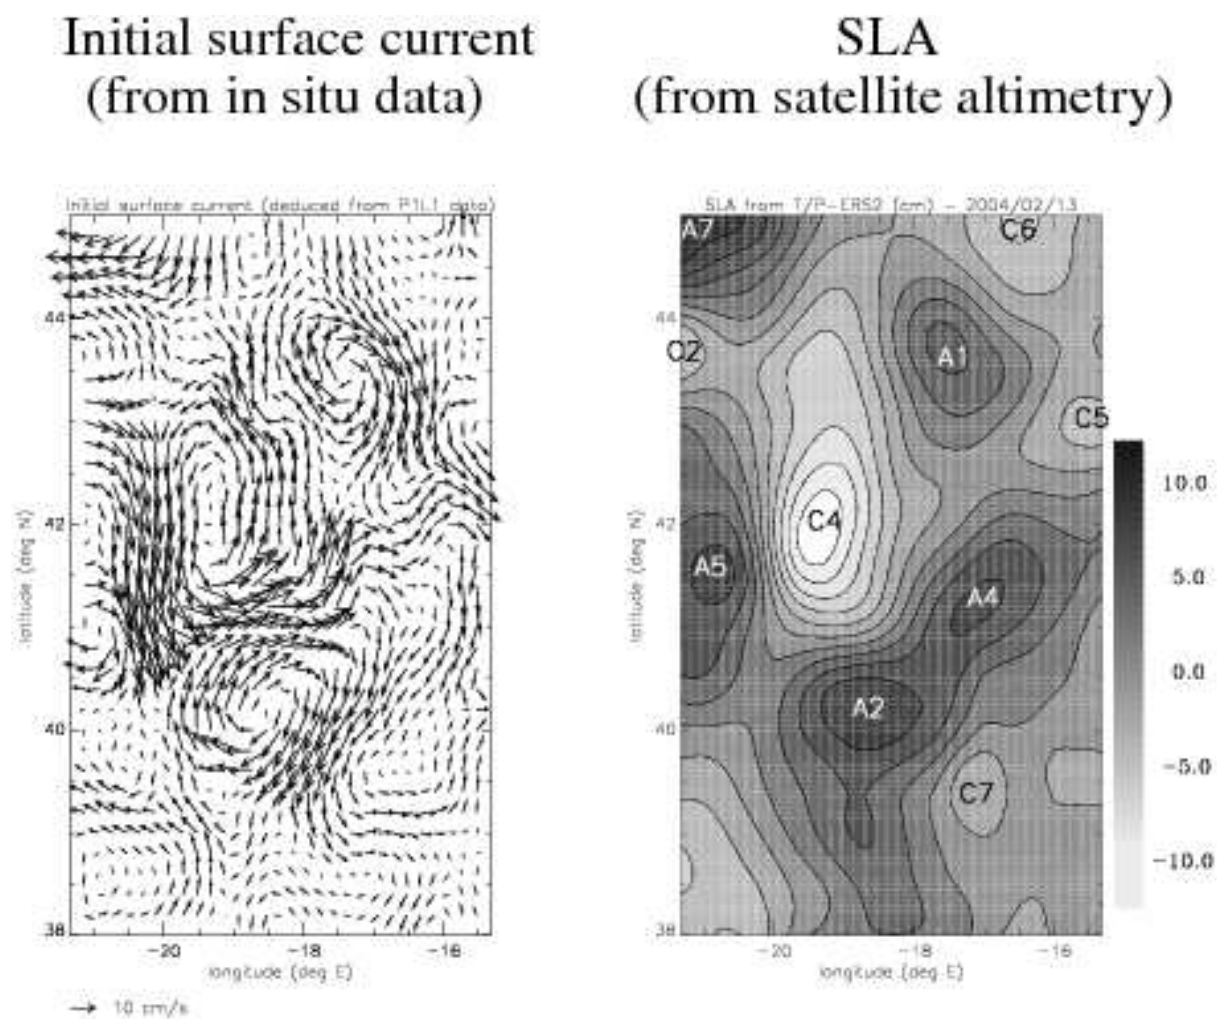 Initial surface current
(from in situ data)
SLA
(from satellite altimetry)
Initial surface current (deduced from P1L1 data)
44
42
40
38
latitude (deg N)
-20
-18
-16
longitude (deg E)
10 cm/s
SLA from T/P-ERS2 (cm) - 2004/02/13
A7
C6
44
C2
A1
C5
42
C4
A5
A4
40
A2
C7
38
latitude (deg N)
-20
-18
-16
longitude (deg E)
10.0
5.0
0.0
-5.0
-10.0